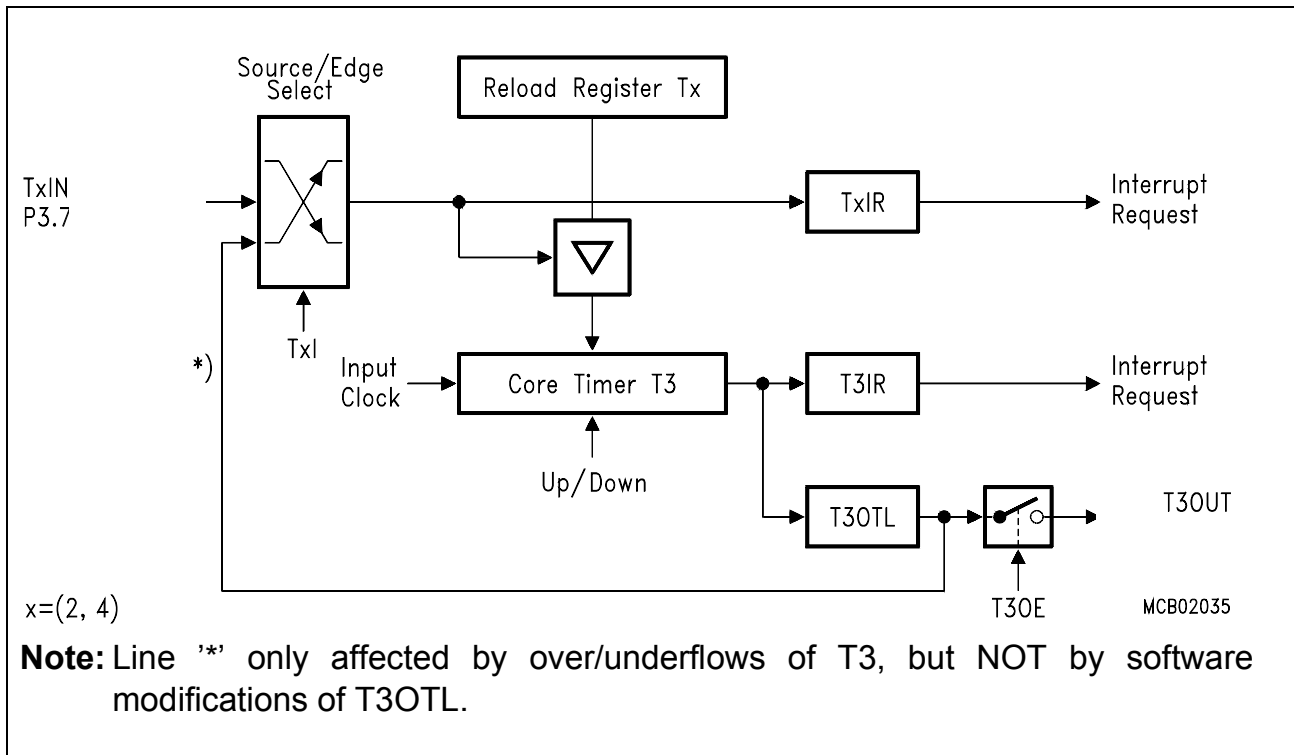 Source/Edge
Select
Reload Register Tx
TxIN
P3.7
TxIR
Interrupt
Request
TxI
*)
Input
Clock
Core Timer T3
T3IR
Interrupt
Request
Up/Down
T3OTL
T3OUT
x=(2, 4)
T3OE
MCB02035
Note: Line ’*’ only affected by over/underflows of T3, but NOT by software
modifications of T3OTL.